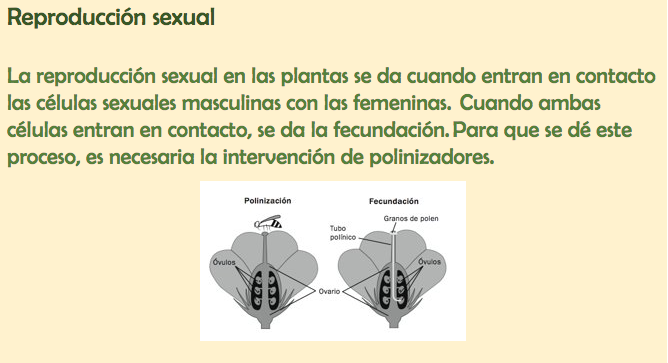 Reproducción sexual
La reproducción sexual en las plantas se da cuando entran en contacto
las células sexuales masculinas con las femeninas. Cuando ambas
células entran en contacto, se da la fecundación. Para que se dé este
proceso, es necesaria la intervención de polinizadores.
Polinización
Óvulos
Ovario
Fecundación
Granos de polen
Tubo
polínico
Óvulos